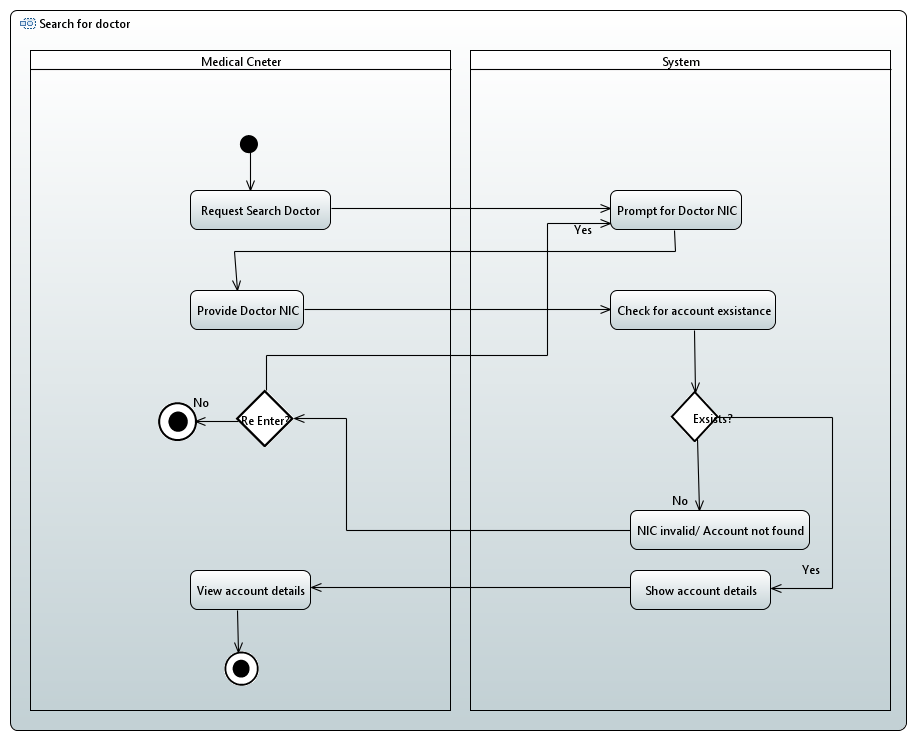 Search for doctor
Medical Cneter
System
Request Search Doctor
Prompt for Doctor NIC
Yes
Provide Doctor NIC
Check for account exsistance
No
Re Enter?
Exsists?
No
NIC invalid/ Account not found
Yes
View account details
Show account details